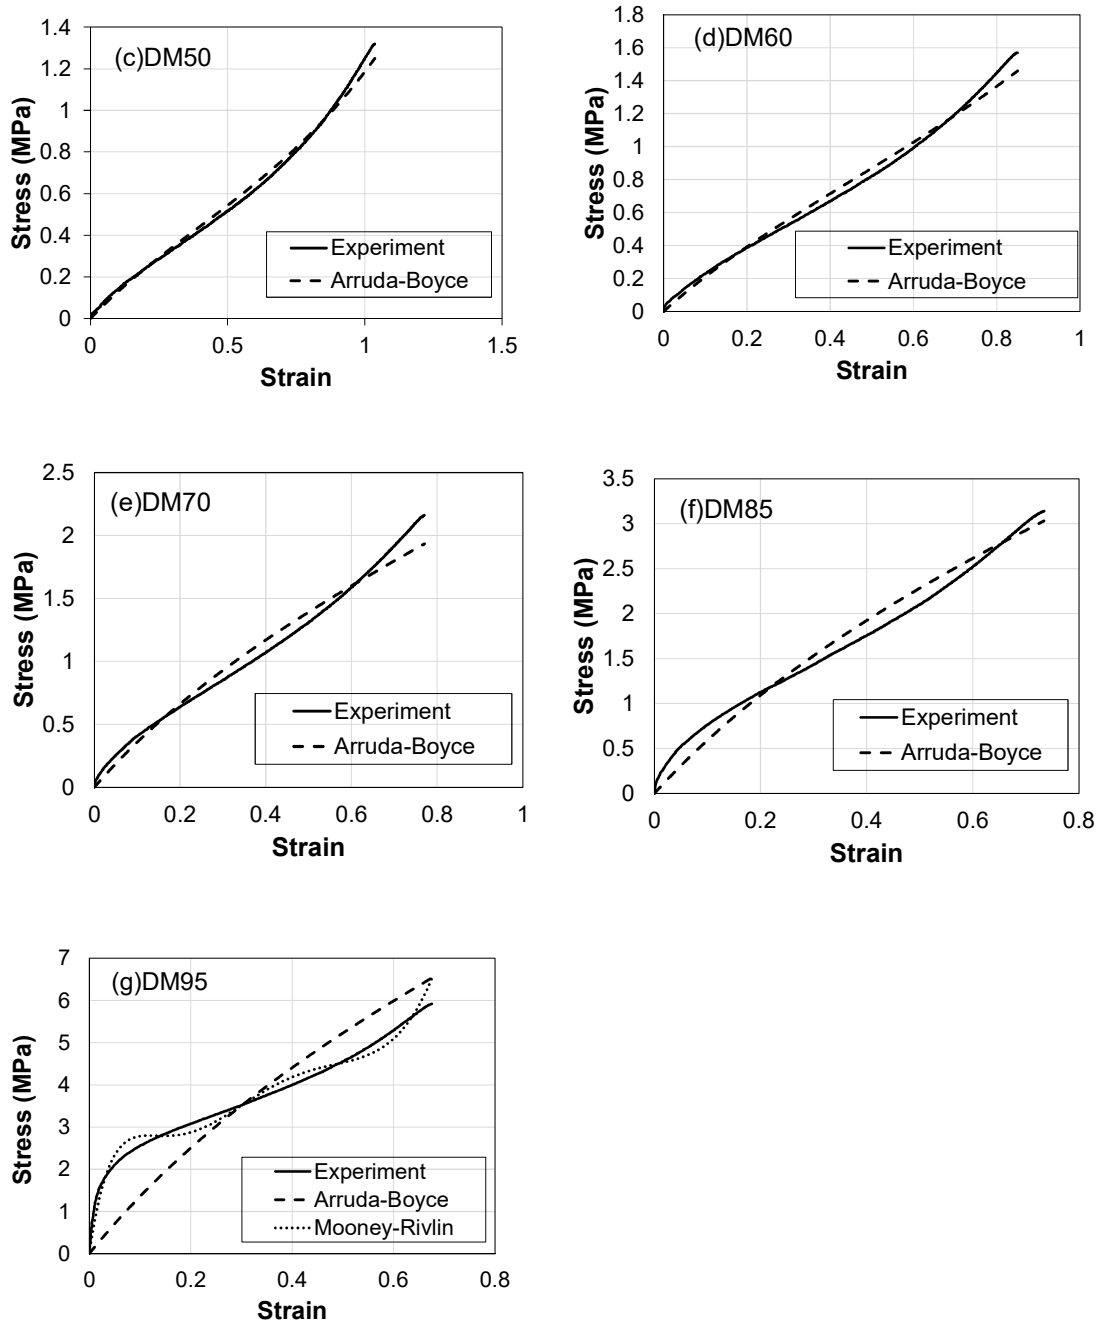 (c)DM50
Stress (MPa)
1.4
1.2
1
0.8
0.6
0.4
0.2
0
Experiment
Arruda-Boyce
0 0.5 1 1.5
Strain
(d)DM60
Stress (MPa)
1.8
1.6
1.4
1.2
1
0.8
0.6
0.4
0.2
0
Experiment
Arruda-Boyce
0 0.2 0.4 0.6 0.8 1
Strain
(e)DM70
Stress (MPa)
2.5
2
1.5
1
0.5
0
Experiment
Arruda-Boyce
0 0.2 0.4 0.6 0.8 1
Strain
(f)DM85
Stress (MPa)
3.5
3
2.5
2
1.5
1
0.5
0
Experiment
Arruda-Boyce
0 0.2 0.4 0.6 0.8
Strain
(g)DM95
Stress (MPa)
7
6
5
4
3
2
1
0
Experiment
Arruda-Boyce
Mooney-Rivlin
0 0.2 0.4 0.6 0.8
Strain